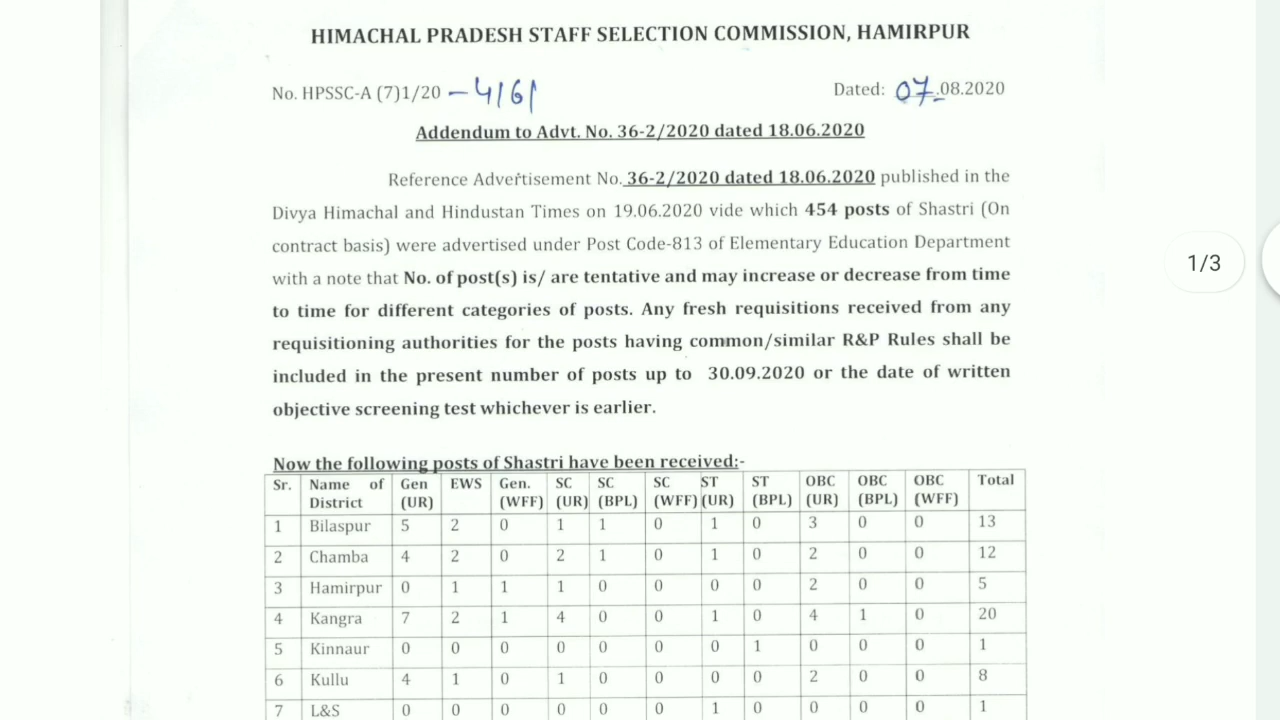 HIMACHAL PRADESH STAFF SELECTION COMMISSION, HAMIRPUR
No. HPSSC-A (7)1/20 – 4161 Dated: 07.08.2020
Addendum to Advt. No. 36-2/2020 dated 18.06.2020
Reference Advertisement No. 36-2/2020 dated 18.06.2020 published in the
Divya Himachal and Hindustan Times on 19.06.2020 vide which 454 posts of Shastri (On
contract basis) were advertised under Post Code-813 of Elementary Education Department
with a note that No. of post(s) is/ are tentative and may increase or decrease from time
to time for different categories of posts. Any fresh requisitions received from any
requisitioning authorities for the posts having common/similar R&P Rules shall be
included in the present number of posts up to 30.09.2020 or the date of written
objective screening test whichever is earlier.
1/3
Now the following posts of Shastri have been received:-
Sr. Name of Gen EWS Gen. SC SC SC ST ST OBC OBC OBC Total
District (UR) (WFF) (UR) (BPL) (WFF) (UR) (BPL) (UR) (BPL) (WFF)
1 Bilaspur 5 2 0 1 1 0 1 0 3 0 0 13
2 Chamba 4 2 0 2 1 0 1 0 2 0 0 12
3 Hamirpur 0 1 1 1 0 0 0 0 2 0 0 5
4 Kangra 7 2 1 4 0 0 1 0 4 1 0 20
5 Kinnaur 0 0 0 0 0 0 0 1 0 0 0 1
6 Kullu 4 1 0 1 0 0 0 0 2 0 0 8
7 L&S 0 0 0 0 0 0 1 0 0 0 0 1